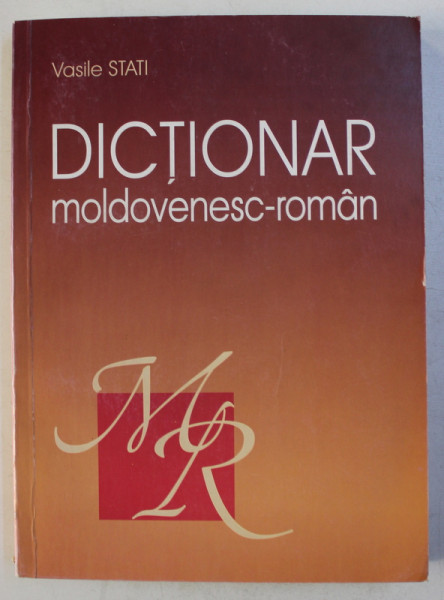 Vasile STATI
DICȚIONAR
moldovenesc-român
MR